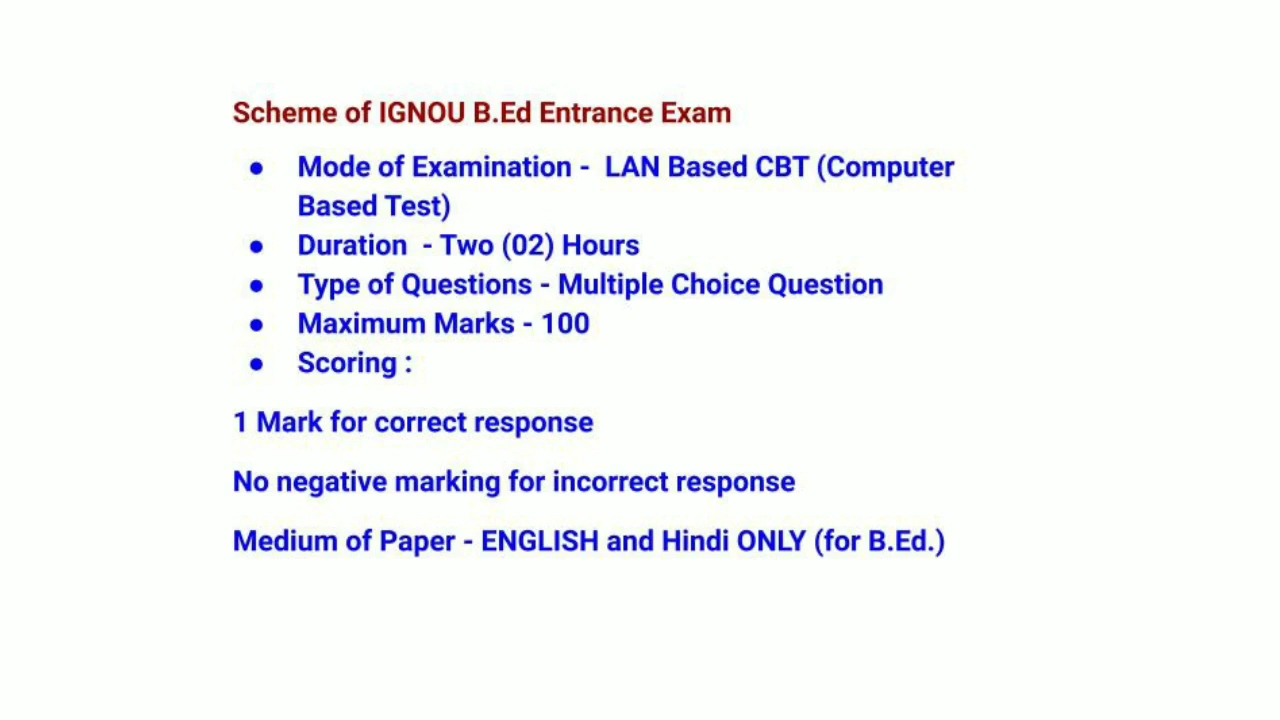 Scheme of IGNOU B.Ed Entrance Exam
● Mode of Examination - LAN Based CBT (Computer
Based Test)
● Duration - Two (02) Hours
● Type of Questions - Multiple Choice Question
● Maximum Marks - 100
● Scoring :
1 Mark for correct response
No negative marking for incorrect response
Medium of Paper - ENGLISH and Hindi ONLY (for B.Ed.)